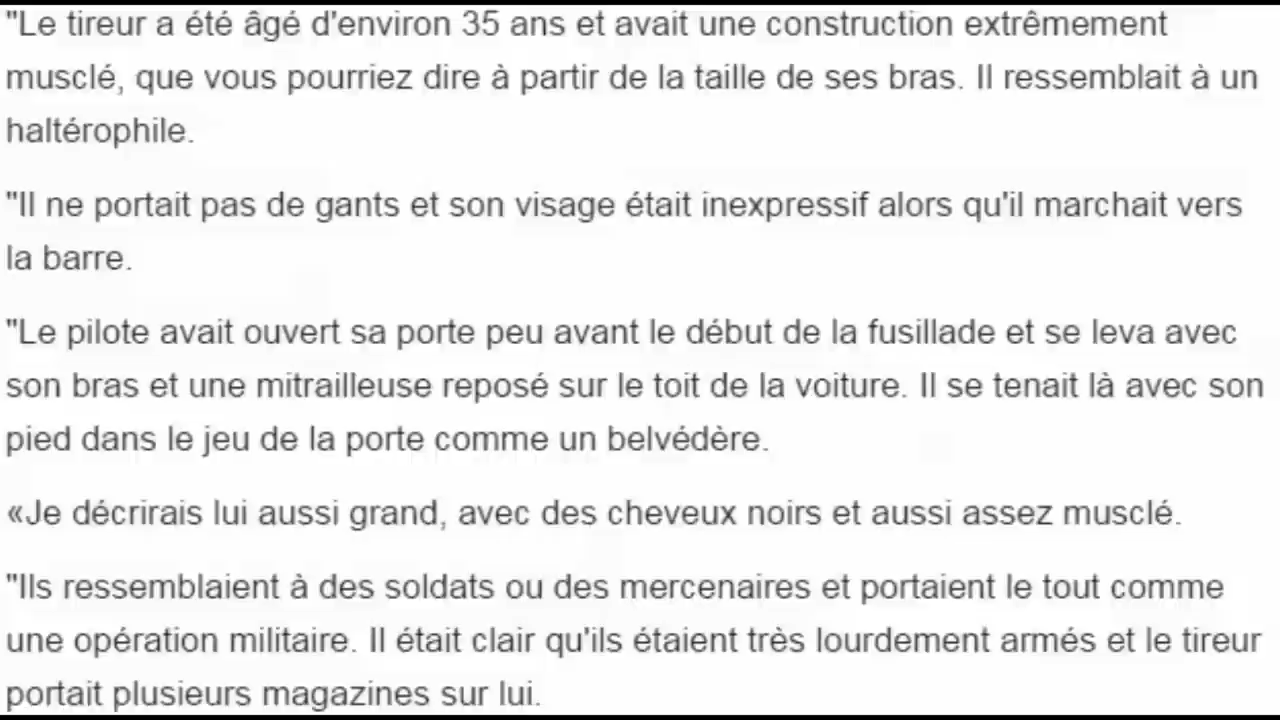 "Le tireur a été âgé d'environ 35 ans et avait une construction extrêmement
musclé, que vous pourriez dire à partir de la taille de ses bras. Il ressemblait à un
haltérophile.
"Il ne portait pas de gants et son visage était inexpressif alors qu'il marchait vers
la barre.
"Le pilote avait ouvert sa porte peu avant le début de la fusillade et se leva avec
son bras et une mitrailleuse reposé sur le toit de la voiture. Il se tenait là avec son
pied dans le jeu de la porte comme un belvédère.
«Je décrirais lui aussi grand, avec des cheveux noirs et aussi assez musclé.
"Ils ressemblaient à des soldats ou des mercenaires et portaient le tout comme
une opération militaire. Il était clair qu'ils étaient très lourdement armés et le tireur
portait plusieurs magazines sur lui.